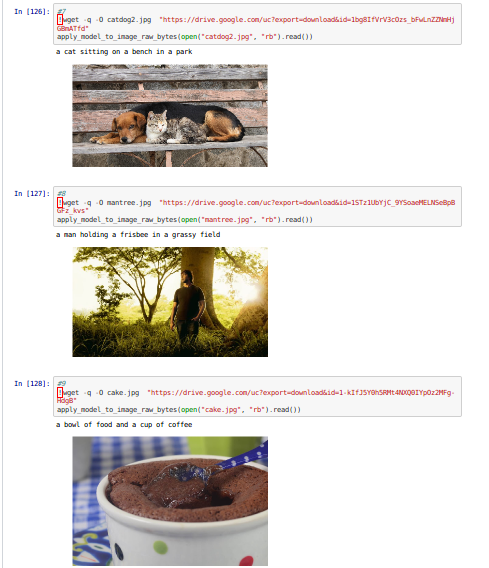 In [126]: #7
!wget -q -O catdog2.jpg "https://drive.google.com/uc?export=download&id=1bg8IfVrV3cOzs_bFwLnZZNmHj
GBmATfd"
apply_model_to_image_raw_bytes(open("catdog2.jpg", "rb").read())
a cat sitting on a bench in a park
In [127]: #8
!wget -q -O mantree.jpg "https://drive.google.com/uc?export=download&id=1STz1UbYjC_9YSoaeMELNSeBpB
GFz_kvs"
apply_model_to_image_raw_bytes(open("mantree.jpg", "rb").read())
a man holding a frisbee in a grassy field
In [128]: #9
!wget -q -O cake.jpg "https://drive.google.com/uc?export=download&id=1-kIfJ5Y0h5RMt4NXQ0IYpOz2MFg-
HdgB"
apply_model_to_image_raw_bytes(open("cake.jpg", "rb").read())
a bowl of food and a cup of coffee